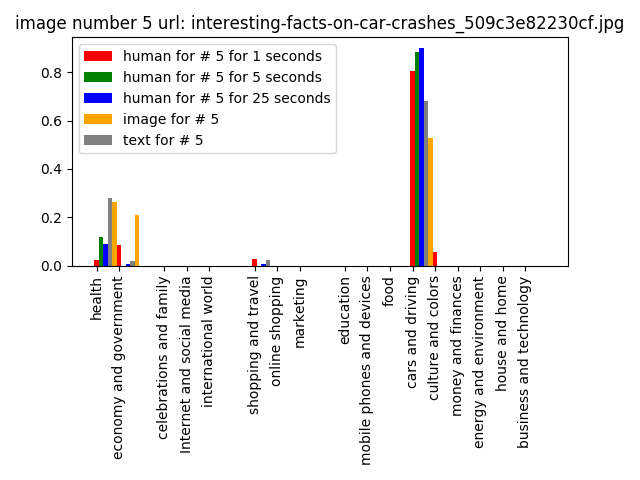 image number 5 url: interesting-facts-on-car-crashes_509c3e82230cf.jpg
human for # 5 for 1 seconds
human for # 5 for 5 seconds
human for # 5 for 25 seconds
image for # 5
text for # 5
0.8
0.6
0.4
0.2
0.0
health
economy and government
celebrations and family
Internet and social media
international world
shopping and travel
online shopping
marketing
education
mobile phones and devices
food
cars and driving
culture and colors
money and finances
energy and environment
house and home
business and technology